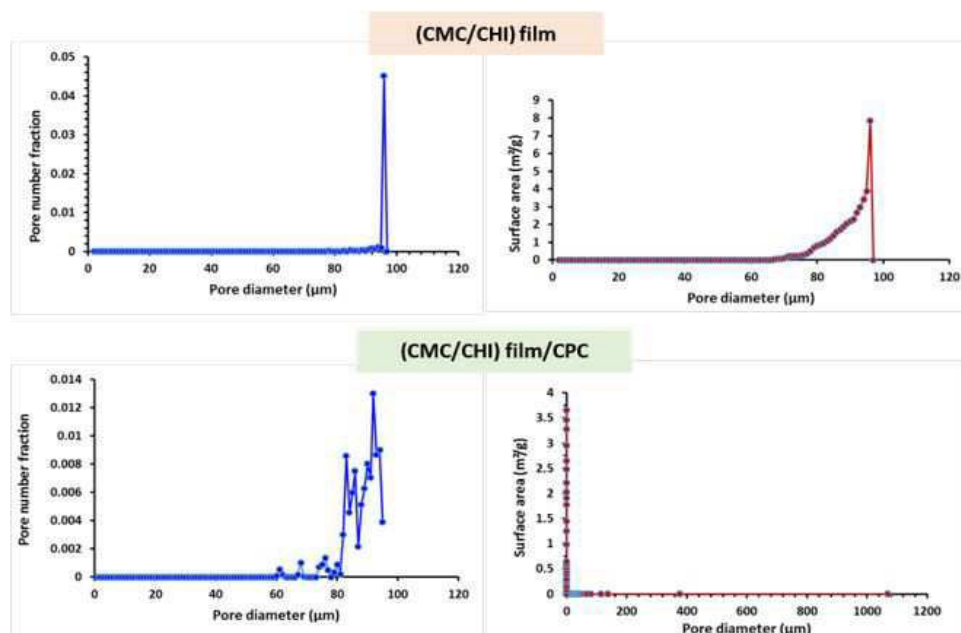 (CMC/CHI) film
0.05
0.04
0.03
0.02
0.01
0
Pore number fraction
0 20 40 60 80 100 120
Pore diameter (µm)
9
8
7
6
5
4
3
2
1
0
Surface area (m²/g)
0 20 40 60 80 100 120
Pore diameter (µm)
(CMC/CHI) film/CPC
0.014
0.012
0.01
0.008
0.006
0.004
0.002
0
Pore number fraction
0 20 40 60 80 100 120
Pore diameter (µm)
4
3.5
3
2.5
2
1.5
1
0.5
0
Surface area (m²/g)
0 200 400 600 800 1000 1200
Pore diameter (µm)